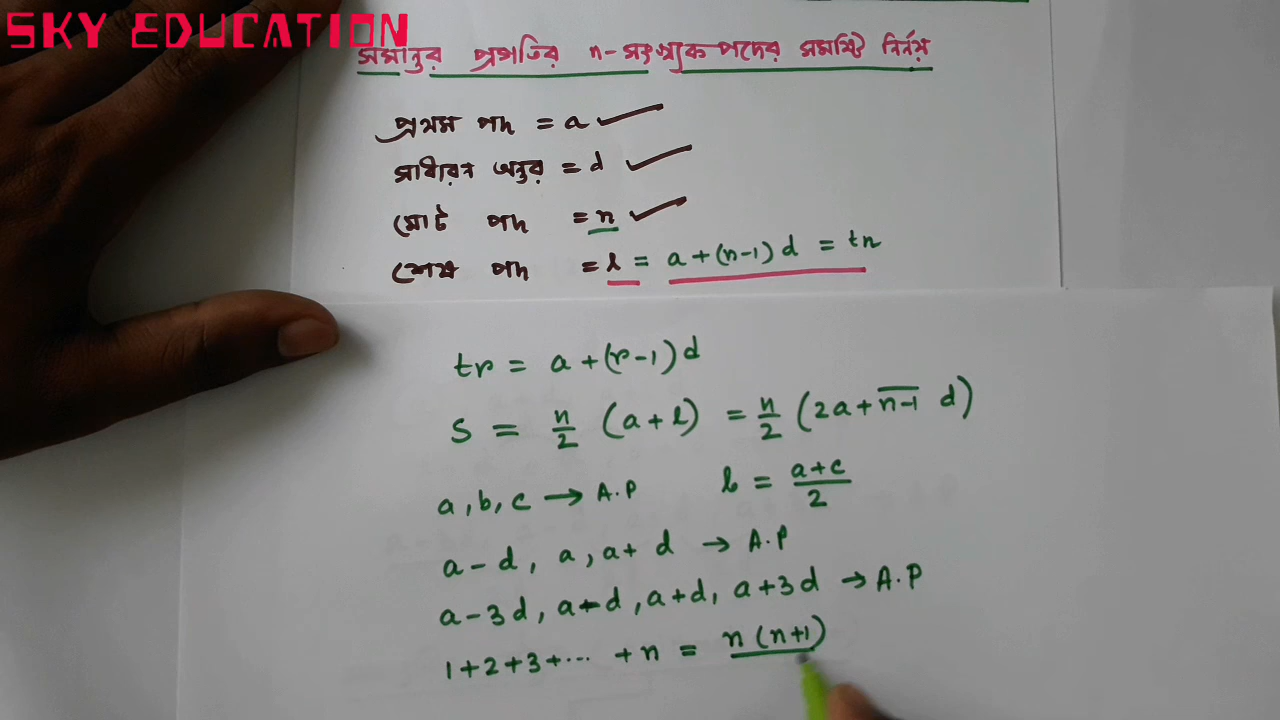 SKY EDUCATION
সমান্তর প্রগতির n-সংখ্যক পদের সমষ্টি নির্ণয়
প্রথম পদ = a ✓
সাধারণ অন্তর = d ✓
মোট পদ = n ✓
শেষ পদ = l = a + (n-1) d = tn
tr = a + (r-1) d
S = n/2 (a + l) = n/2 (2a + n-1 d)
a, b, c → A.P b = a+c/2
a - d, a, a + d → A.P
a - 3d, a - d, a + d, a + 3d → A.P
1 + 2 + 3 + ... + n = n (n+1)